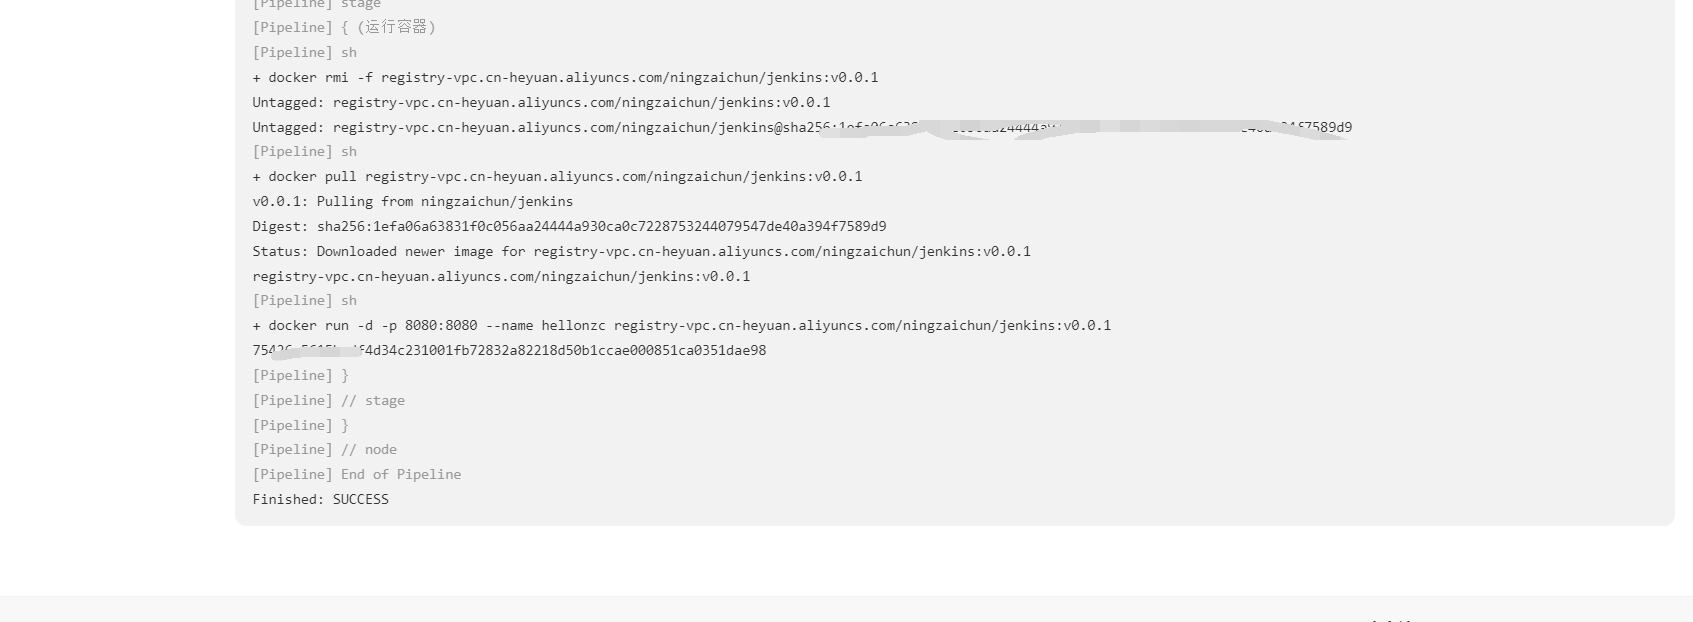 [Pipeline] stage
[Pipeline] { (运行容器)
[Pipeline] sh
+ docker rmi -f registry-vpc.cn-heyuan.aliyuncs.com/ningzaichun/jenkins:v0.0.1
Untagged: registry-vpc.cn-heyuan.aliyuncs.com/ningzaichun/jenkins:v0.0.1
Untagged: registry-vpc.cn-heyuan.aliyuncs.com/ningzaichun/jenkins@sha256:
[Pipeline] sh
+ docker pull registry-vpc.cn-heyuan.aliyuncs.com/ningzaichun/jenkins:v0.0.1
v0.0.1: Pulling from ningzaichun/jenkins
Digest: sha256:1efa06a63831f0c056aa24444a930ca0c7228753244079547de40a394f7589d9
Status: Downloaded newer image for registry-vpc.cn-heyuan.aliyuncs.com/ningzaichun/jenkins:v0.0.1
registry-vpc.cn-heyuan.aliyuncs.com/ningzaichun/jenkins:v0.0.1
[Pipeline] sh
+ docker run -d -p 8080:8080 --name hellonzc registry-vpc.cn-heyuan.aliyuncs.com/ningzaichun/jenkins:v0.0.1
[Pipeline] }
[Pipeline] // stage
[Pipeline] }
[Pipeline] // node
[Pipeline] End of Pipeline
Finished: SUCCESS